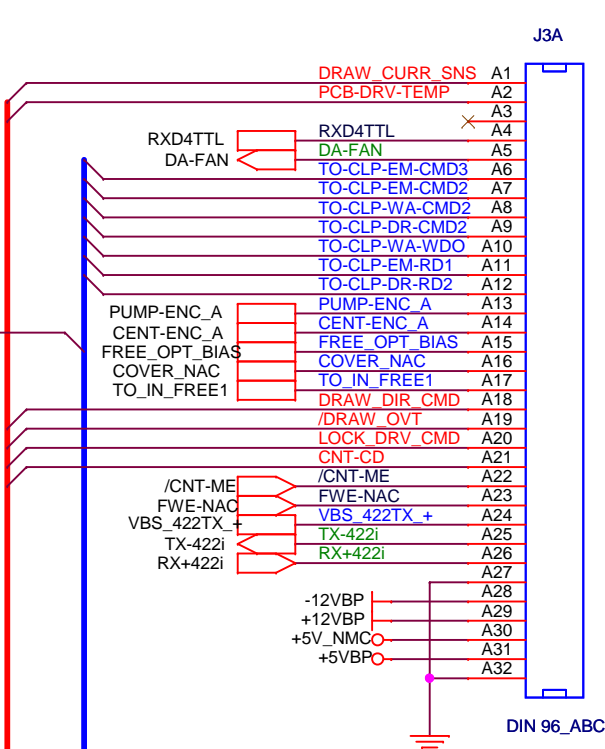 J3A
DRAW_CURR_SNS A1
PCB-DRV-TEMP A2
A3
RXD4TTL RXD4TTL A4
DA-FAN DA-FAN A5
TO-CLP-EM-CMD3 A6
TO-CLP-EM-CMD2 A7
TO-CLP-WA-CMD2 A8
TO-CLP-DR-CMD2 A9
TO-CLP-WA-WDO A10
TO-CLP-EM-RD1 A11
TO-CLP-DR-RD2 A12
PUMP-ENC_A PUMP-ENC_A A13
CENT-ENC_A CENT-ENC_A A14
FREE_OPT_BIAS FREE_OPT_BIAS A15
COVER_NAC COVER_NAC A16
TO_IN_FREE1 TO_IN_FREE1 A17
DRAW_DIR_CMD A18
/DRAW_OVT A19
LOCK_DRV_CMD A20
CNT-CD A21
/CNT-ME /CNT-ME A22
FWE-NAC FWE-NAC A23
VBS_422TX_+ VBS_422TX_+ A24
TX-422i TX-422i A25
RX+422i RX+422i A26
A27
-12VBP A28
+12VBP A29
+5V_NMC A30
+5VBP A31
A32
DIN 96_ABC